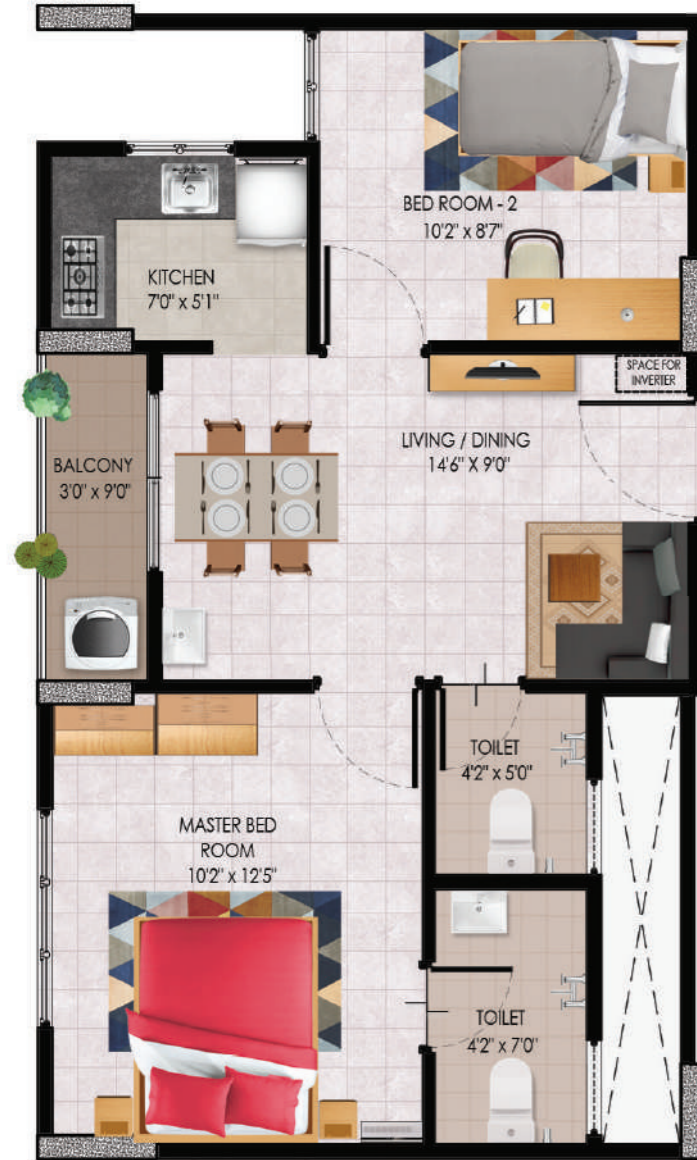 BED ROOM - 2
10'2" x 8'7"
KITCHEN
7'0" x 5'1"
SPACE FOR
INVERTER
LIVING / DINING
14'6" X 9'0"
BALCONY
3'0" x 9'0"
TOILET
4'2" x 5'0"
MASTER BED
ROOM
10'2" x 12'5"
TOILET
4'2" x 7'0"